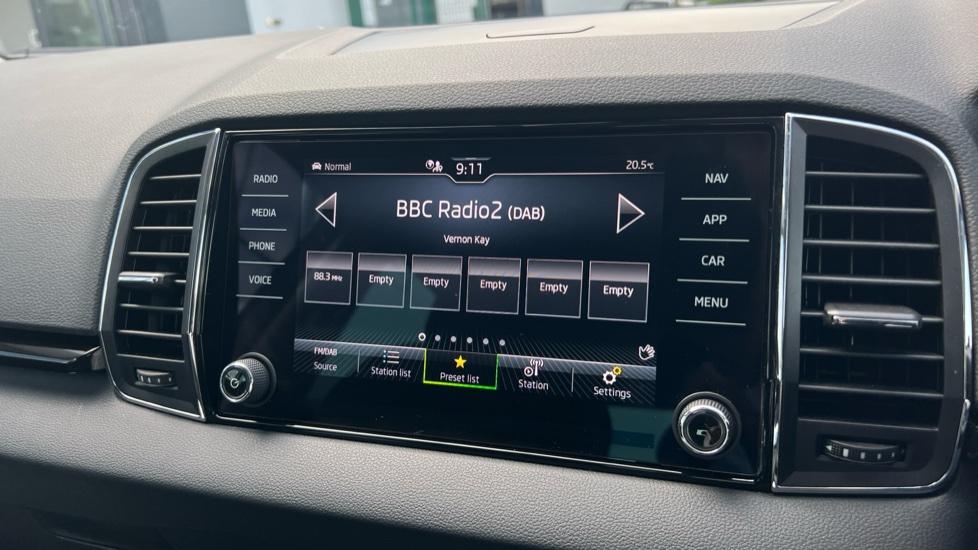 RADIO
MEDIA
PHONE
VOICE
Normal
9:11
20.5°C
BBC Radio2 (DAB)
Vernon Kay
88.3 MHz
Empty
Empty
Empty
Empty
Empty
FM/DAB
Source
Station list
Preset list
Station
Settings
NAV
APP
CAR
MENU